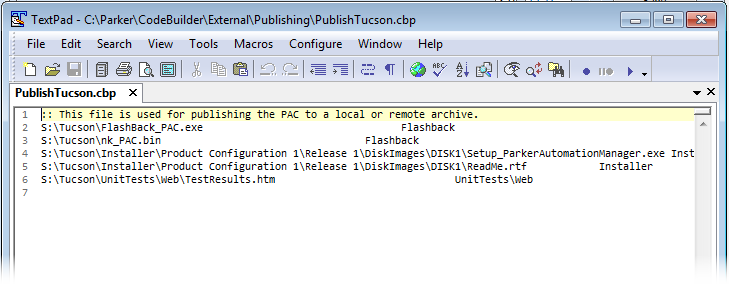 TextPad - C:\Parker\CodeBuilder\External\Publishing\PublishTucson.cbp
File Edit Search View Tools Macros Configure Window Help
PublishTucson.cbp
1 :: This file is used for publishing the PAC to a local or remote archive.
2 S:\Tucson\FlashBack_PAC.exe Flashback
3 S:\Tucson\nk_PAC.bin Flashback
4 S:\Tucson\Installer\Product Configuration 1\Release 1\DiskImages\DISK1\Setup_ParkerAutomationManager.exe Inst
5 S:\Tucson\Installer\Product Configuration 1\Release 1\DiskImages\DISK1\ReadMe.rtf Installer
6 S:\Tucson\UnitTests\Web\TestResults.htm UnitTests\Web
7